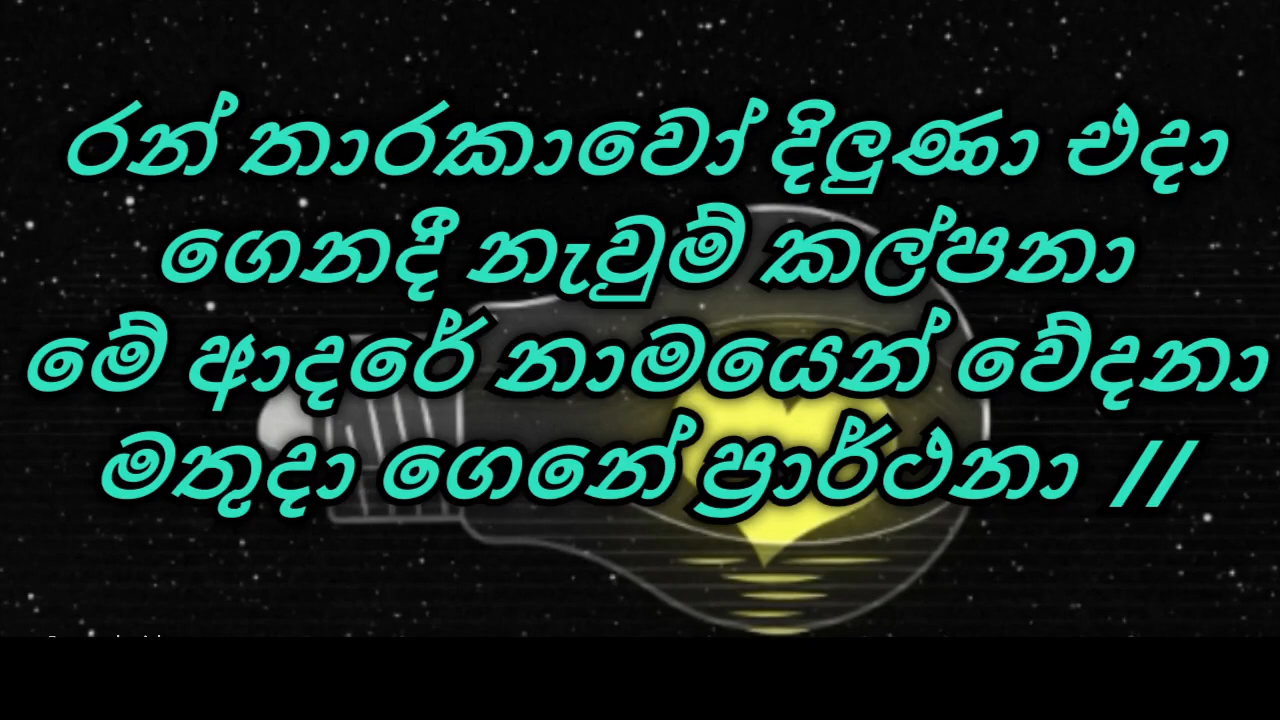 රන් තාරකාවෝ දිලුණා එදා
ගෙනදී නැවුම් කල්පනා
මේ ආදරේ නාමයෙන් වේදනා
මතුදා ගෙනේ ප්‍රාර්ථනා //